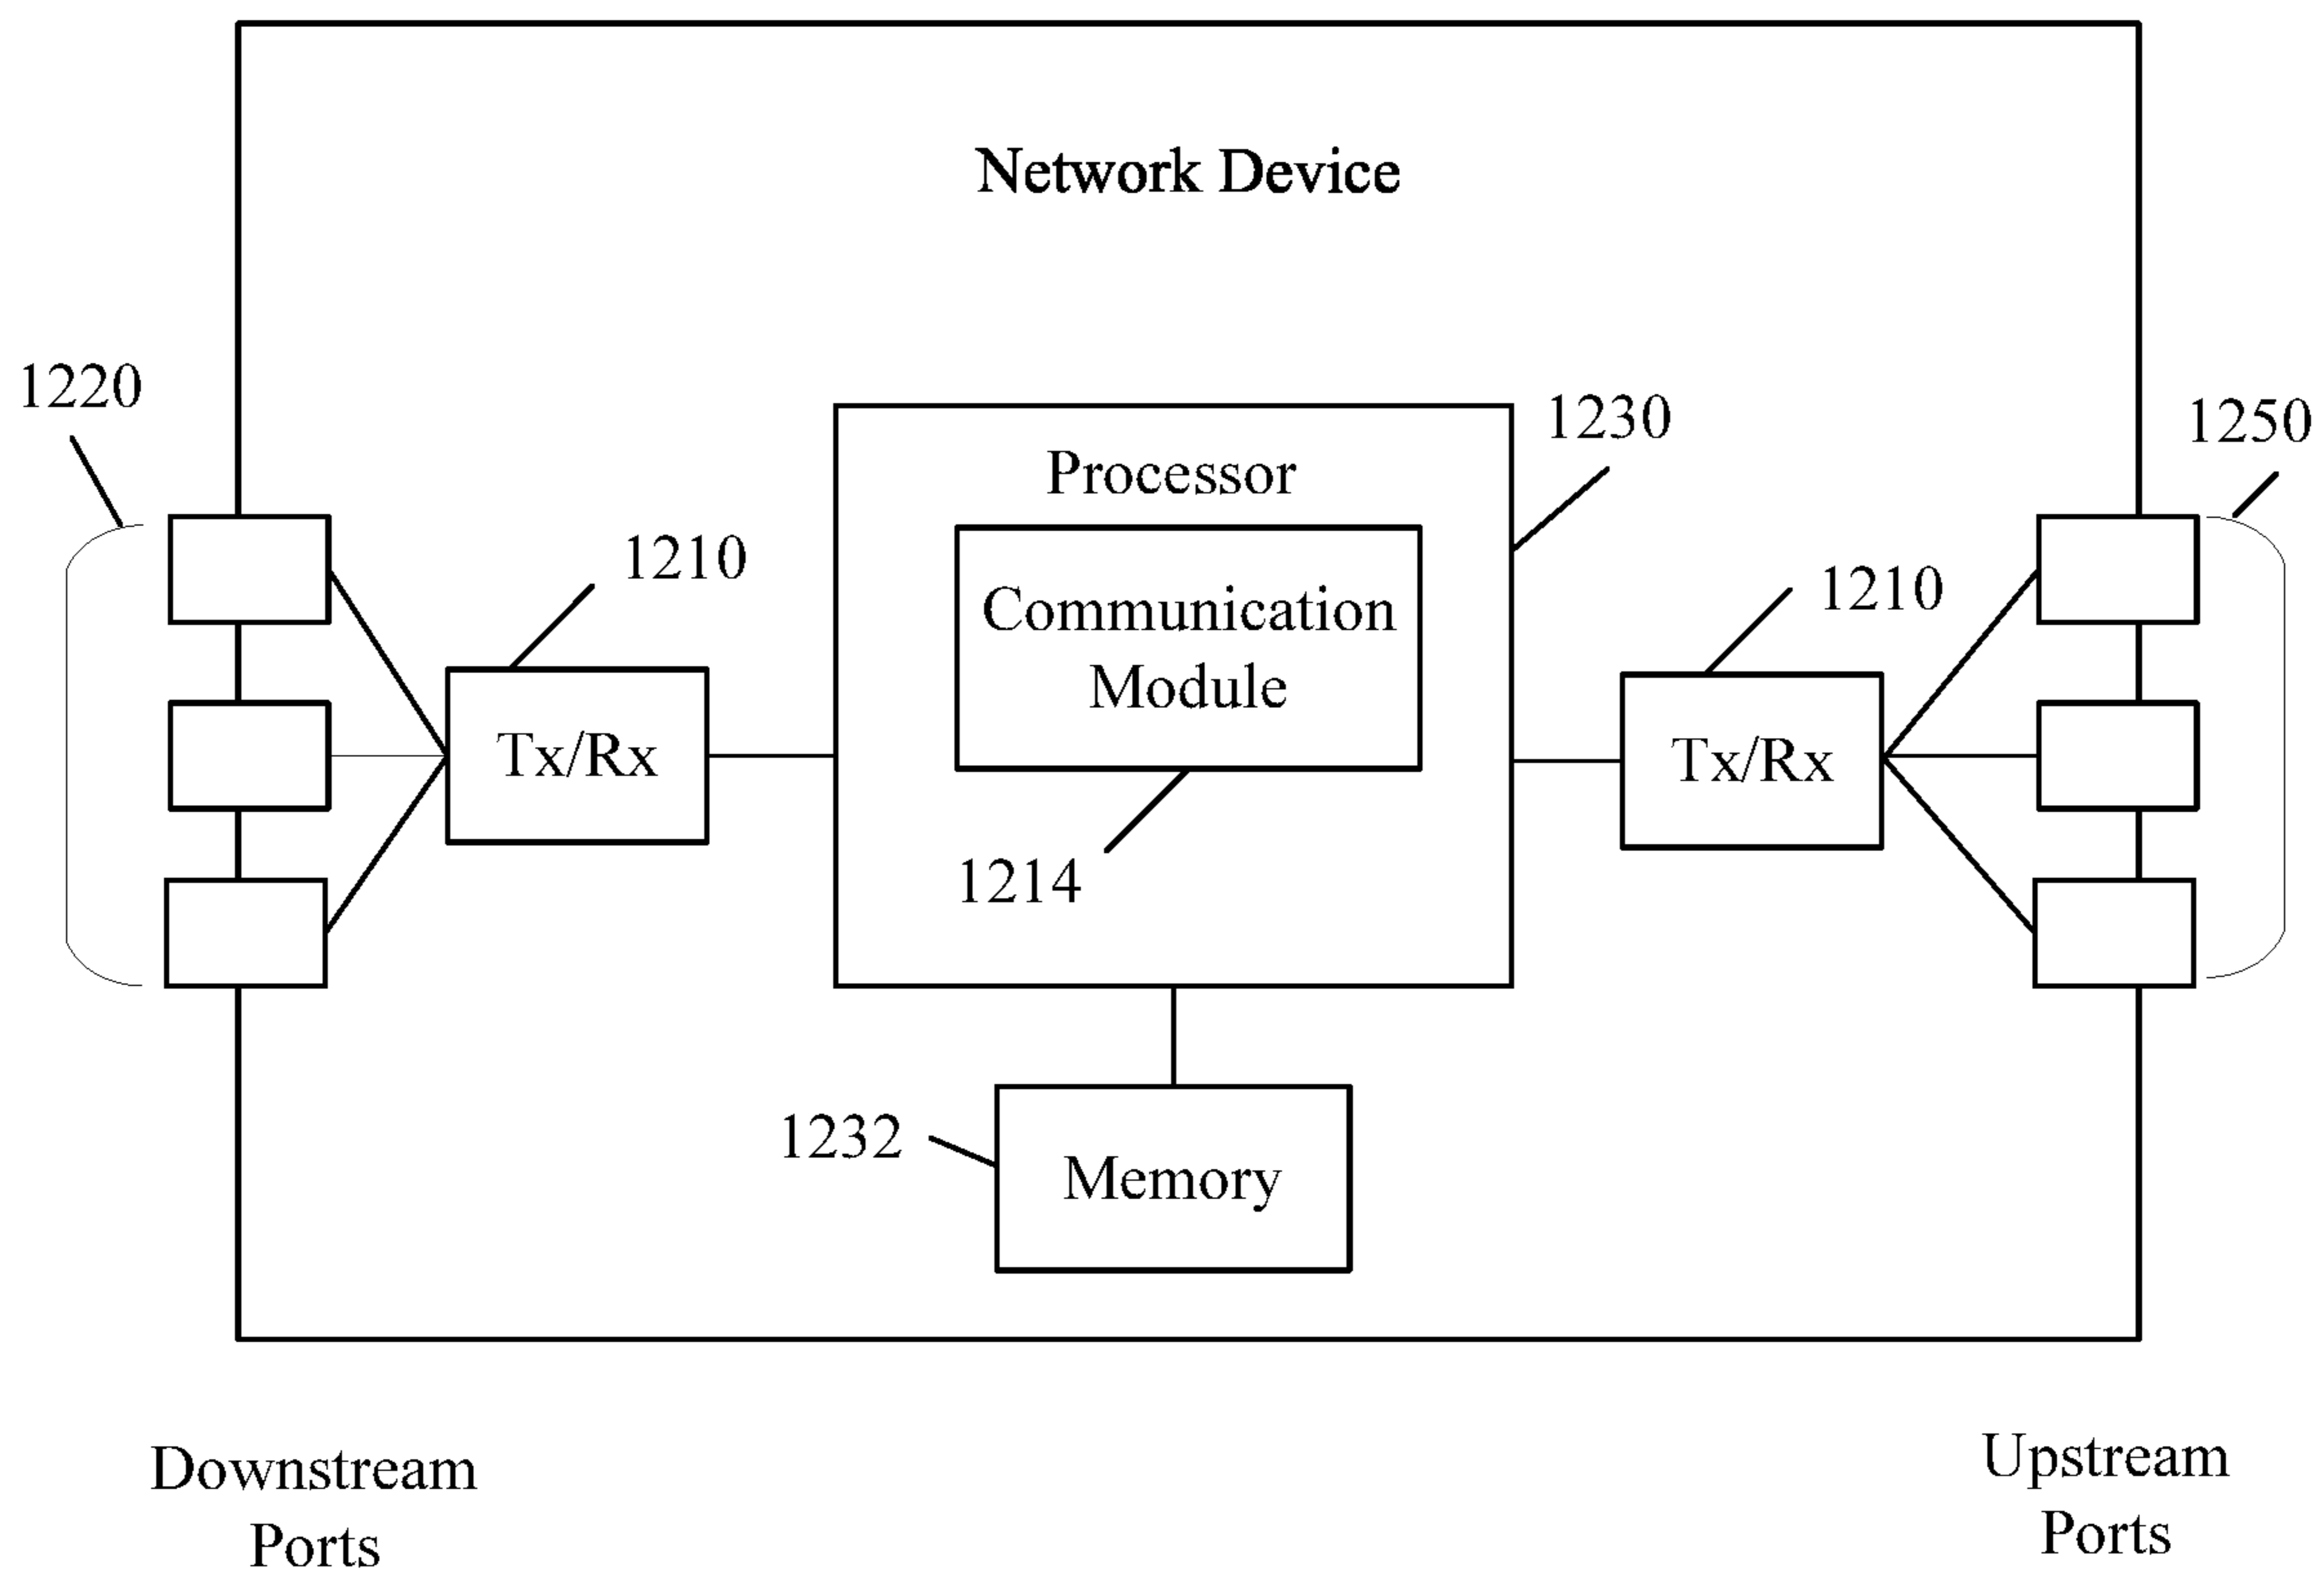 Network Device
1220
1230
1250
Processor
1210
1210
Communication
Module
Tx/Rx
Tx/Rx
1214
1232
Memory
Downstream
Ports
Upstream
Ports